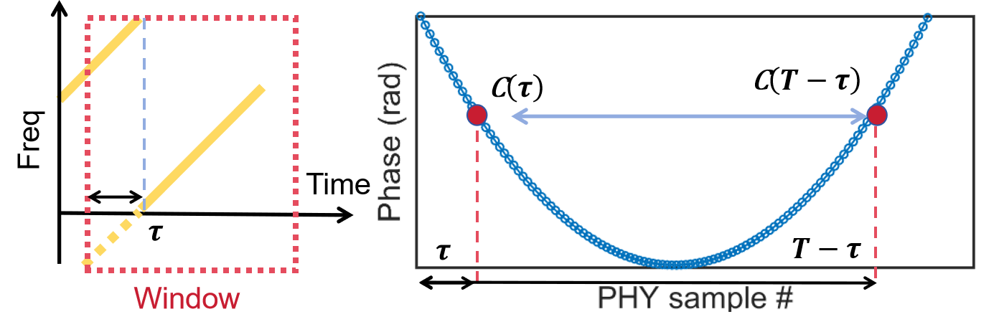 Freq
Time
τ
Window
Phase (rad)
C(τ)
C(T − τ)
τ
T − τ
PHY sample #